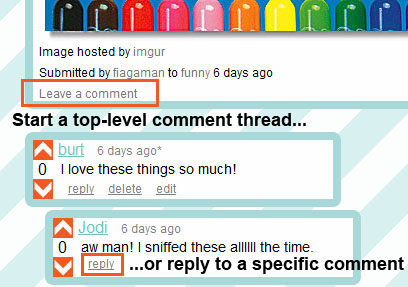 Image hosted by imgur
Submitted by fiagaman to funny 6 days ago
Leave a comment
Start a top-level comment thread...
burt 6 days ago*
0 I love these things so much!
reply delete edit
Jodi 6 days ago
0 aw man! I sniffed these allllll the time.
reply ...or reply to a specific comment